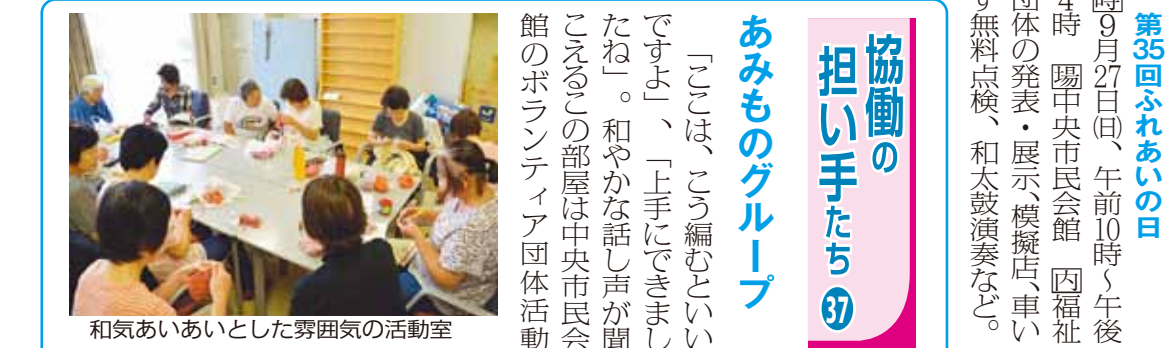 第35回ふれあいの日
時9月27日(日)、午前10時~午後
4時 場中央市民会館 内福祉
団体の発表・展示、模擬店、車い
す無料点検、和太鼓演奏など。
協働の
担い手たち 37
あみものグループ
「ここは、こう編むといい
ですよ」、「上手にできまし
たね」。和やかな話し声が聞
こえるこの部屋は中央市民会
館のボランティア団体活動
和気あいあいとした雰囲気の活動室